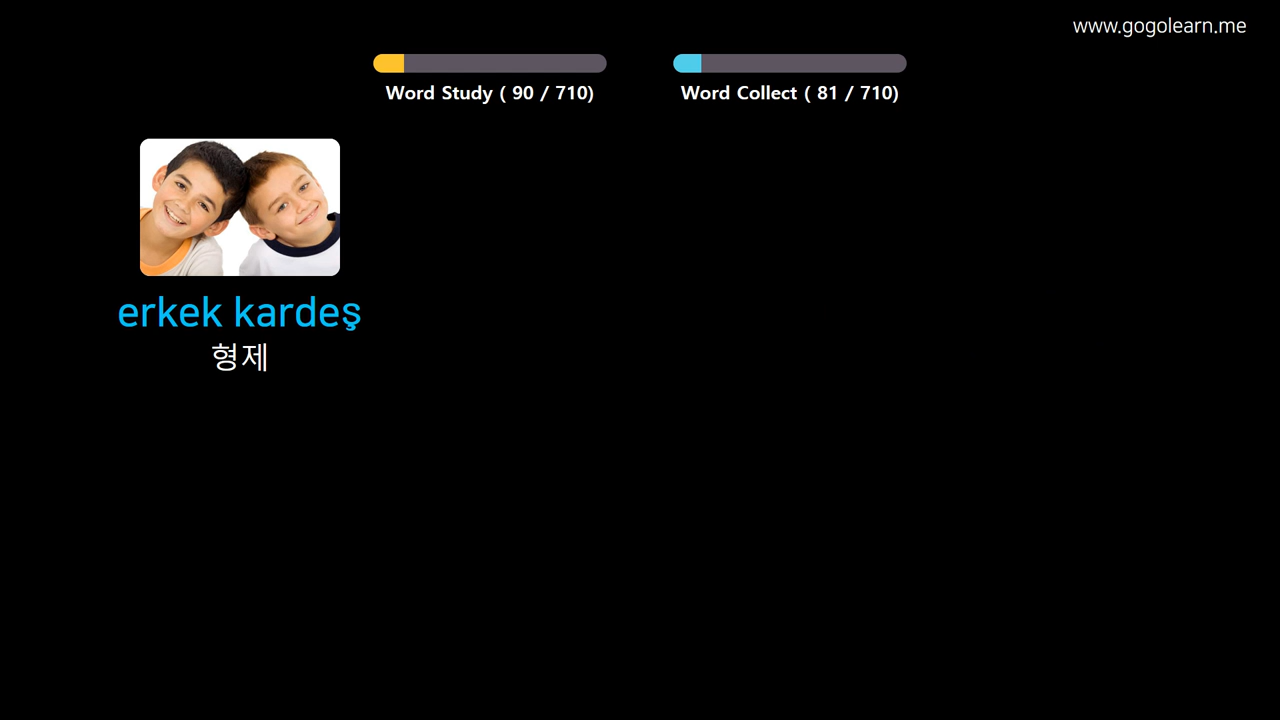 www.gogolearn.me
Word Study ( 90 / 710)
Word Collect ( 81 / 710)
erkek kardeş
형제